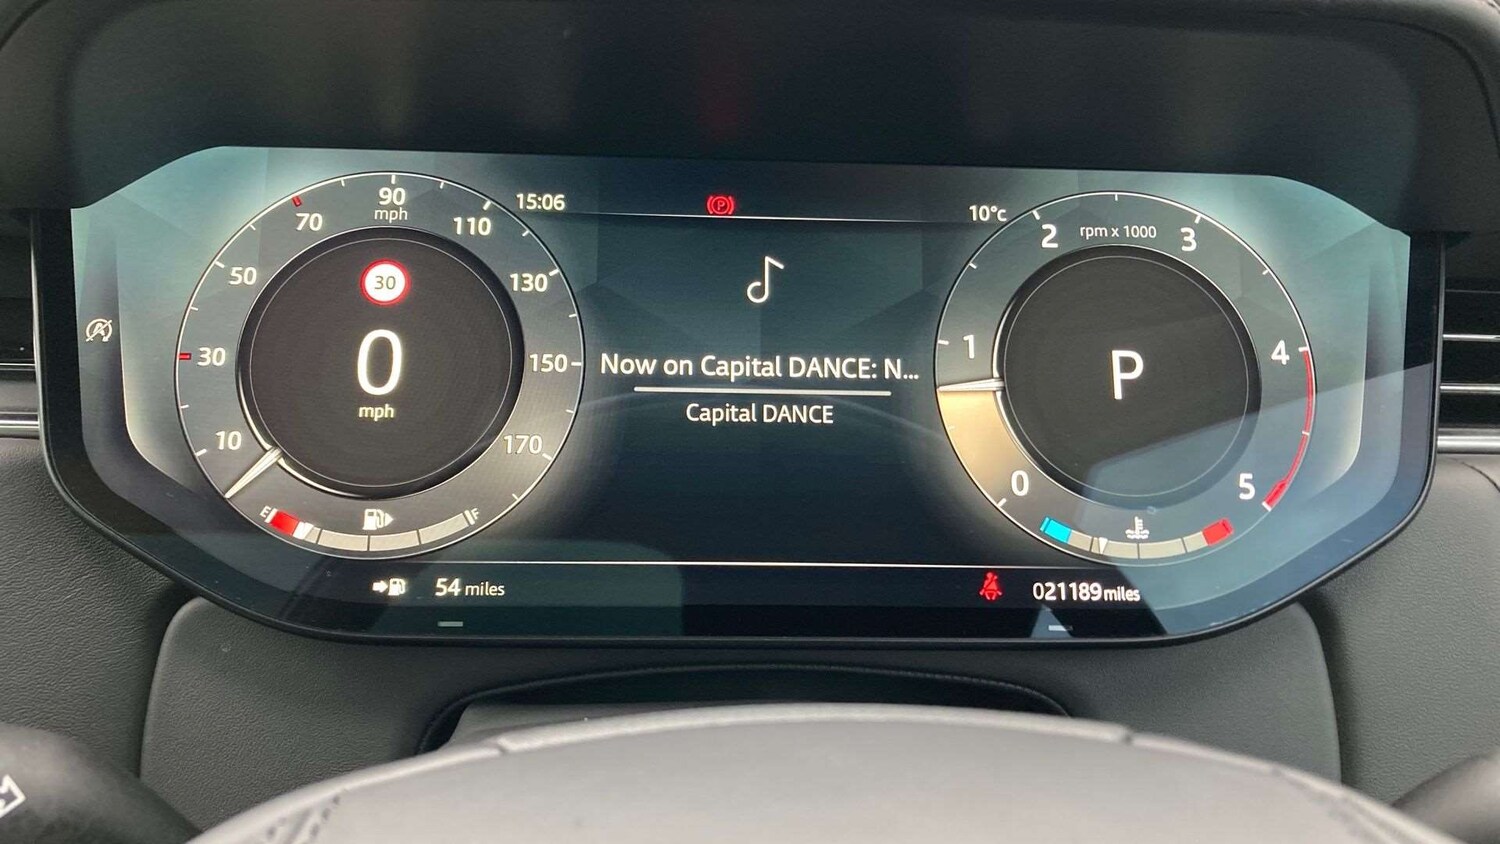 15:06
10°c
10
30
50
70
90
mph
110
130
150
170
30
0
mph
E
F
Now on Capital DANCE: N...
Capital DANCE
P
rpm x 1000
0
1
2
3
4
5
P
54 miles
021189 miles